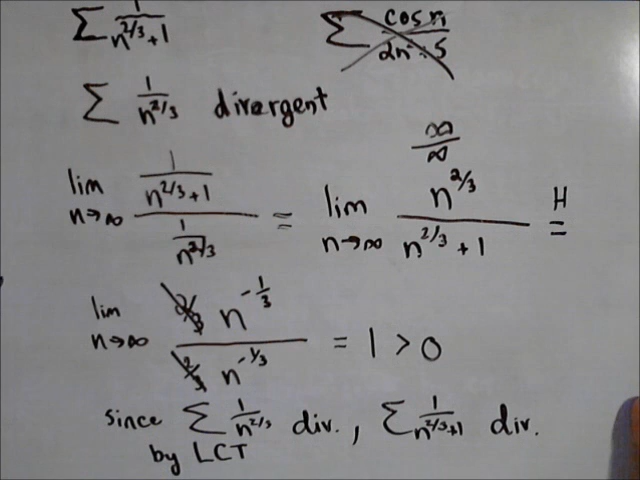 ∑ 1/(n^{2/3}+1)    ∑ cos n/(2n^. 5)
∑ 1/n^{2/3} divergent
∞/∞
lim n→∞ (1/(n^{2/3}+1))/(1/n^{2/3}) = lim n→∞ n^{2/3}/(n^{2/3}+1) =^H
lim n→∞ (2/3 n^{-1/3})/(2/3 n^{-1/3}) = 1 > 0
since ∑ 1/n^{2/3} div., ∑ 1/(n^{2/3}+1) div.
by LCT